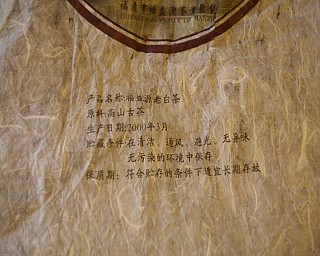 产品名称:福益源老白茶
原料:高山古茶
生产日期:2009年3月
贮藏条件:在清洁、通风、避光、无异味
无污染的环境中保存
保质期：符合贮存的条件下适宜长期存放